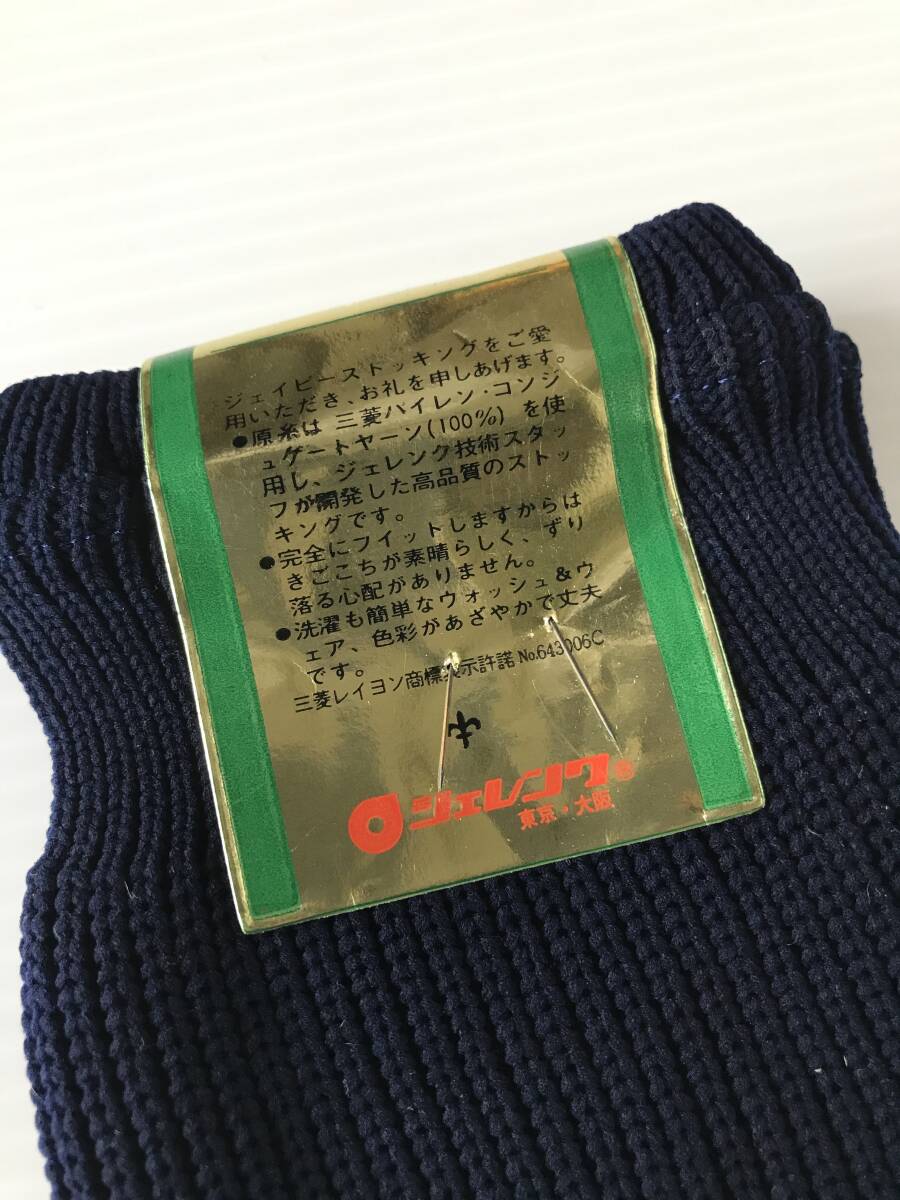 ジェイビーストッキングをご愛
用いただき、お礼を申しあげます。
●原糸は 三菱パイレン・コンジ
ュゲートヤーン(100%) を使
用し、ジェレンク技術スタッ
フが開発した高品質のストッ
キングです。
●完全にフイットしますからは
きごこちが素晴らしく、ずり
落る心配がありません。
●洗濯も簡単なウォッシュ&ウ
ェア、色彩があざやかで丈夫
です。
三菱レイヨン商標表示許諾 No.643006C
ジェレンク®
東京・大阪